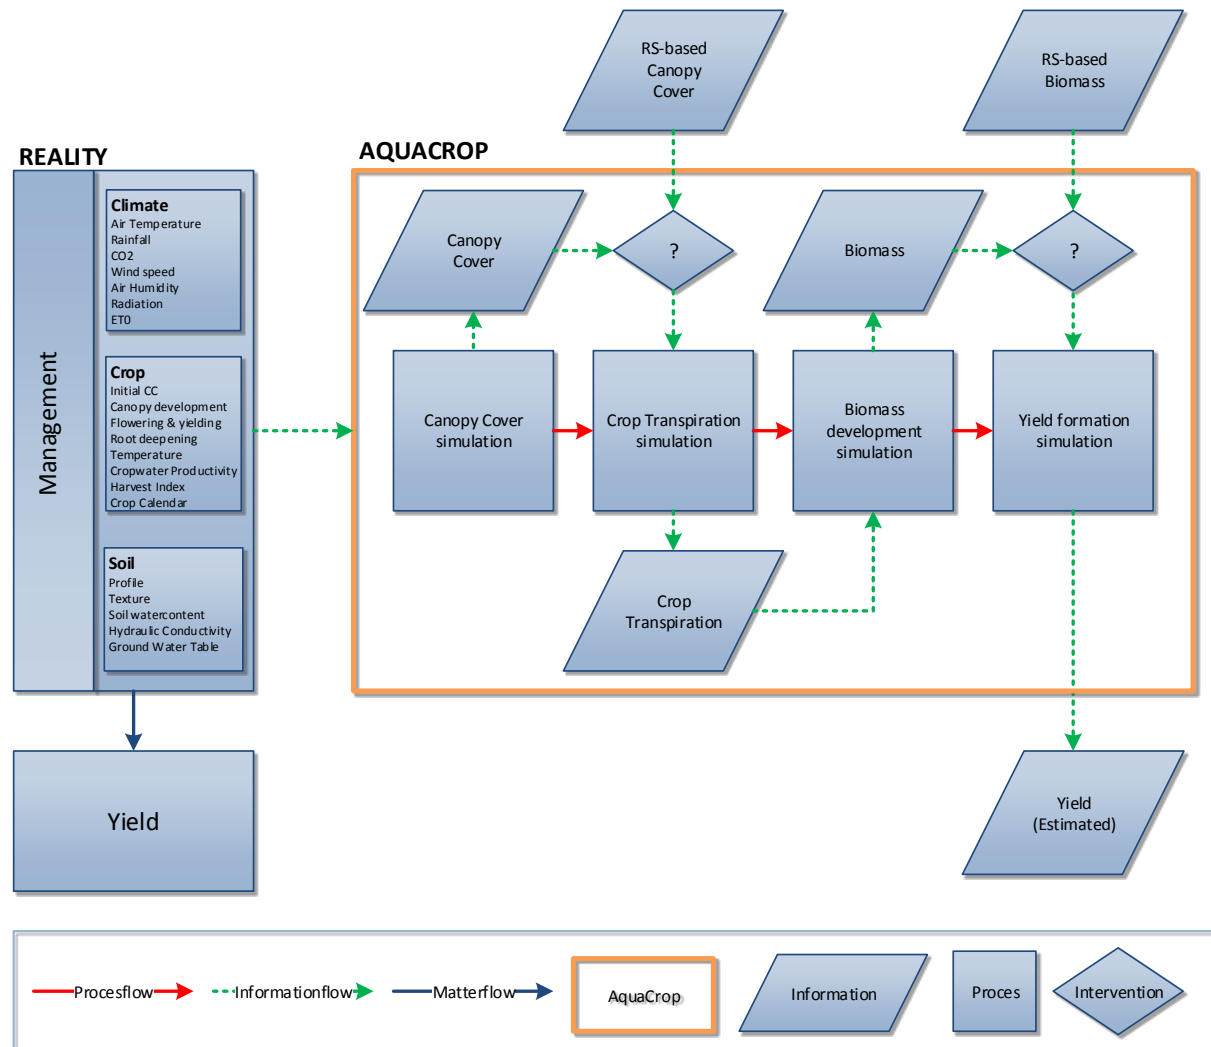 RS-based
Canopy
Cover
RS-based
Biomass
REALITY
AQUACROP
Management
Climate
Air Temperature
Rainfall
CO2
Wind speed
Air Humidity
Radiation
ET0
Crop
Initial CC
Canopy development
Flowering & yielding
Root deepening
Temperature
Cropwater Productivity
Harvest Index
Crop Calendar
Soil
Profile
Texture
Soil watercontent
Hydraulic Conductivity
Ground Water Table
Canopy
Cover
?
Biomass
?
Canopy Cover
simulation
Crop Transpiration
simulation
Biomass
development
simulation
Yield formation
simulation
Crop
Transpiration
Yield
Yield
(Estimated)
Procesflow
Informationflow
Matterflow
AquaCrop
Information
Proces
Intervention